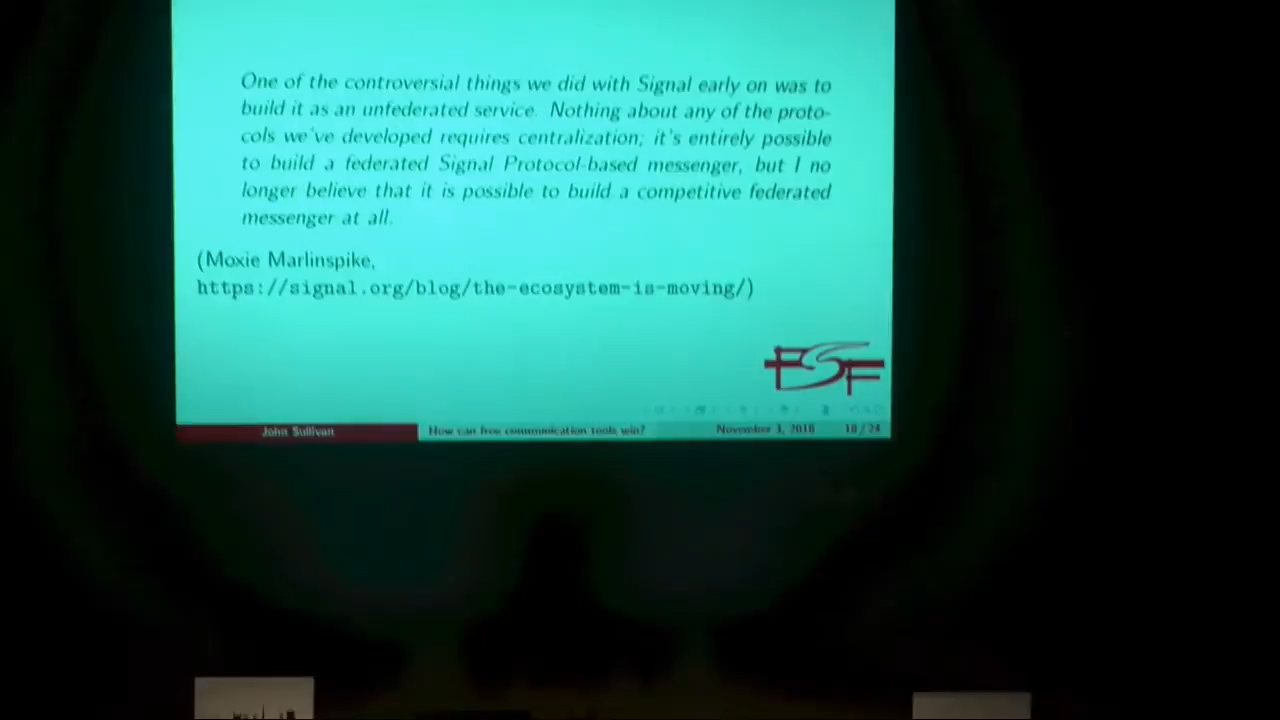 One of the controversial things we did with Signal early on was to
build it as an unfederated service. Nothing about any of the proto-
cols we've developed requires centralization; it's entirely possible
to build a federated Signal Protocol-based messenger, but I no
longer believe that it is possible to build a competitive federated
messenger at all.
(Moxie Marlinspike,
https://signal.org/blog/the-ecosystem-is-moving/)
FSF
John Sullivan How can free communication tools win? November 3, 2018 18 / 24